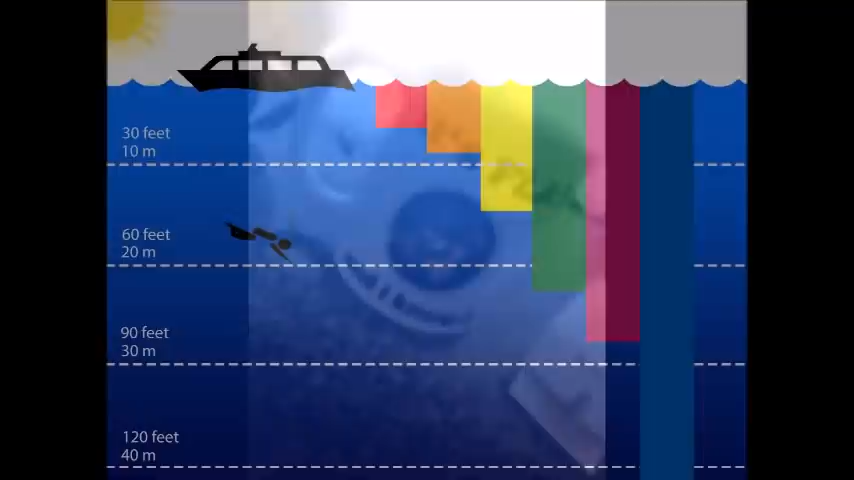 30 feet
10 m
60 feet
20 m
90 feet
30 m
120 feet
40 m